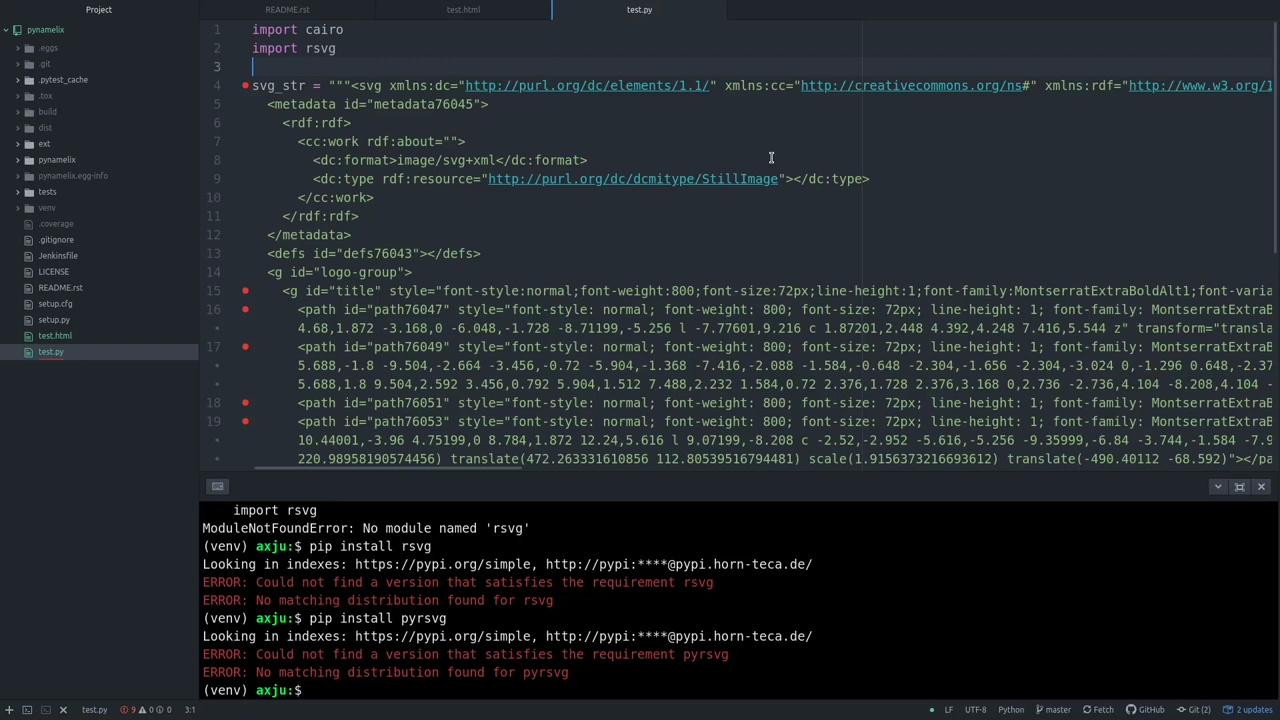 Project
README.rst
test.html
test.py
pynamelix
.eggs
.git
.pytest_cache
.tox
build
dist
ext
pynamelix
pynamelix.egg-info
tests
venv
.coverage
.gitignore
Jenkinsfile
LICENSE
README.rst
setup.cfg
setup.py
test.html
test.py
1 import cairo
2 import rsvg
3
4 svg_str = """<svg xmlns:dc="http://purl.org/dc/elements/1.1/" xmlns:cc="http://creativecommons.org/ns#" xmlns:rdf="http://www.w3.org/1
5 <metadata id="metadata76045">
6 <rdf:rdf>
7 <cc:work rdf:about="">
8 <dc:format>image/svg+xml</dc:format>
9 <dc:type rdf:resource="http://purl.org/dc/dcmitype/StillImage"></dc:type>
10 </cc:work>
11 </rdf:rdf>
12 </metadata>
13 <defs id="defs76043"></defs>
14 <g id="logo-group">
15 <g id="title" style="font-style:normal;font-weight:800;font-size:72px;line-height:1;font-family:MontserratExtraBoldAlt1;font-varia
16 <path id="path76047" style="font-style: normal; font-weight: 800; font-size: 72px; line-height: 1; font-family: MontserratExtraB
• 4.68,1.872 -3.168,0 -6.048,-1.728 -8.71199,-5.256 l -7.77601,9.216 c 1.87201,2.448 4.392,4.248 7.416,5.544 z" transform="transla
17 <path id="path76049" style="font-style: normal; font-weight: 800; font-size: 72px; line-height: 1; font-family: MontserratExtraB
• 5.688,-1.8 -9.504,-2.664 -3.456,-0.72 -5.904,-1.368 -7.416,-2.088 -1.584,-0.648 -2.304,-1.656 -2.304,-3.024 0,-1.296 0.648,-2.37
• 5.688,1.8 9.504,2.592 3.456,0.792 5.904,1.512 7.488,2.232 1.584,0.72 2.376,1.728 2.376,3.168 0,2.736 -2.736,4.104 -8.208,4.104 -
18 <path id="path76051" style="font-style: normal; font-weight: 800; font-size: 72px; line-height: 1; font-family: MontserratExtraB
19 <path id="path76053" style="font-style: normal; font-weight: 800; font-size: 72px; line-height: 1; font-family: MontserratExtraB
• 10.44001,-3.96 4.75199,0 8.784,1.872 12.24,5.616 l 9.07199,-8.208 c -2.52,-2.952 -5.616,-5.256 -9.35999,-6.84 -3.744,-1.584 -7.9
• 220.98958190574456) translate(472.263331610856 112.80539516794481) scale(1.9156373216693612) translate(-490.40112 -68.592)"></pa
import rsvg
ModuleNotFoundError: No module named 'rsvg'
(venv) axju:$ pip install rsvg
Looking in indexes: https://pypi.org/simple, http://pypi:****@pypi.horn-teca.de/
ERROR: Could not find a version that satisfies the requirement rsvg
ERROR: No matching distribution found for rsvg
(venv) axju:$ pip install pyrsvg
Looking in indexes: https://pypi.org/simple, http://pypi:****@pypi.horn-teca.de/
ERROR: Could not find a version that satisfies the requirement pyrsvg
ERROR: No matching distribution found for pyrsvg
(venv) axju:$
test.py 9 0 0 3:1
LF UTF-8 Python master Fetch GitHub Git (2) 2 updates